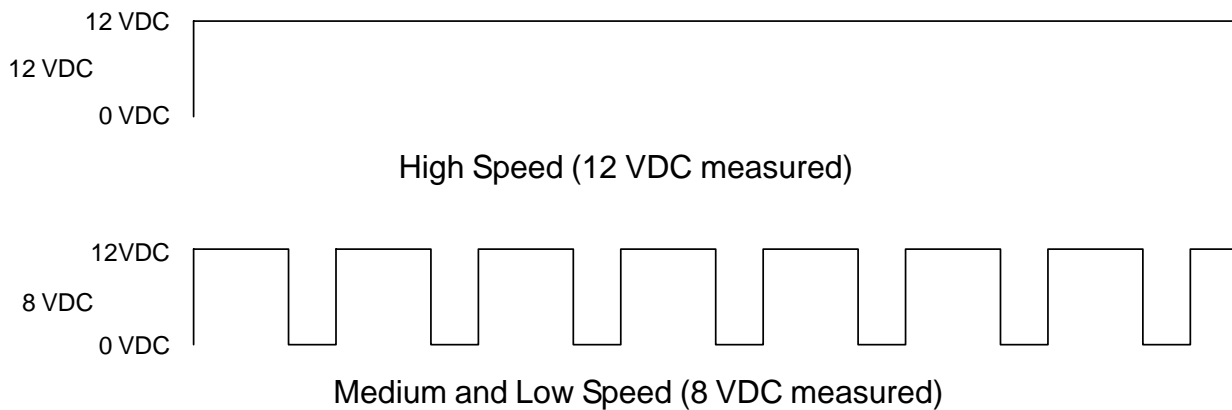 12 VDC
12 VDC
0 VDC
High Speed (12 VDC measured)
12VDC
8 VDC
0 VDC
Medium and Low Speed (8 VDC measured)